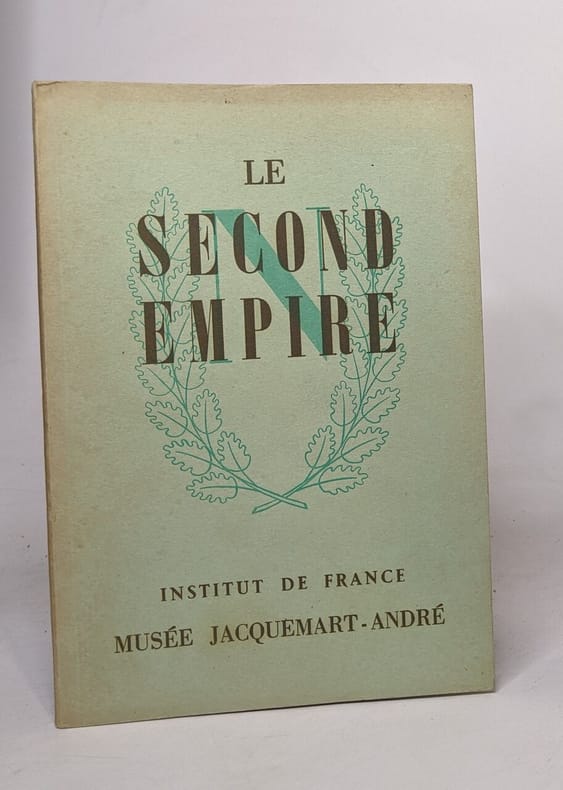 LE
N
SECOND
EMPIRE
INSTITUT DE FRANCE
MUSÉE JACQUEMART-ANDRÉ